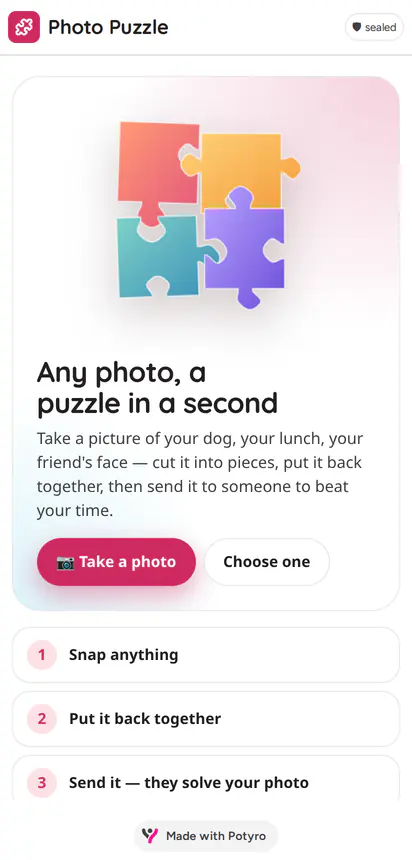 Photo Puzzle
sealed
Any photo, a
puzzle in a second
Take a picture of your dog, your lunch, your
friend's face — cut it into pieces, put it back
together, then send it to someone to beat
your time.
📷 Take a photo
Choose one
1 Snap anything
2 Put it back together
3 Send it — they solve your photo
Made with Potyro